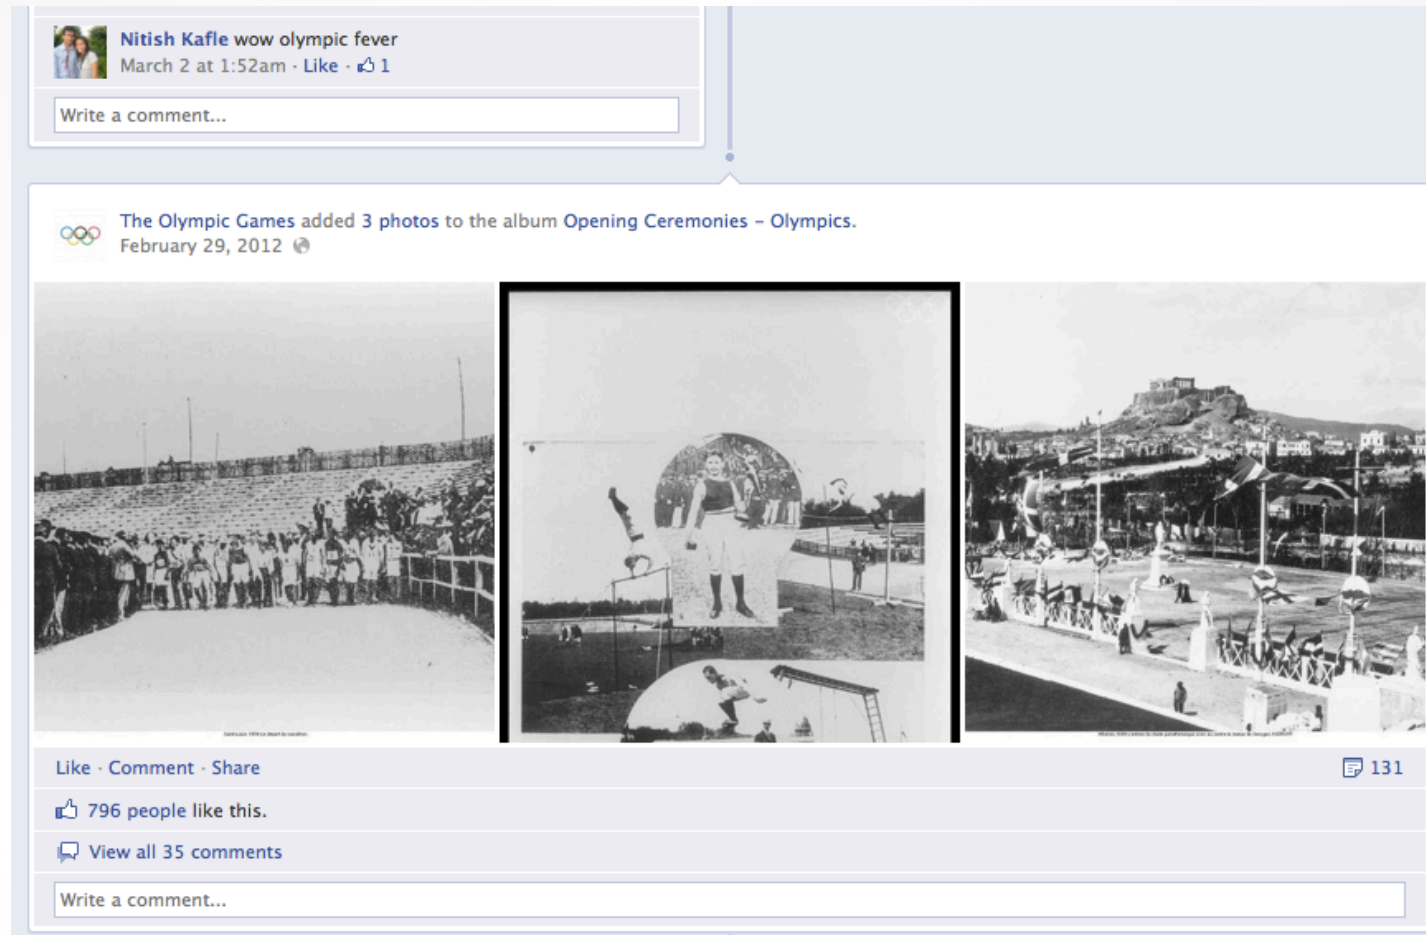 Nitish Kafle wow olympic fever
March 2 at 1:52am · Like · 1
Write a comment...
The Olympic Games added 3 photos to the album Opening Ceremonies – Olympics.
February 29, 2012
Like · Comment · Share
131
796 people like this.
View all 35 comments
Write a comment...